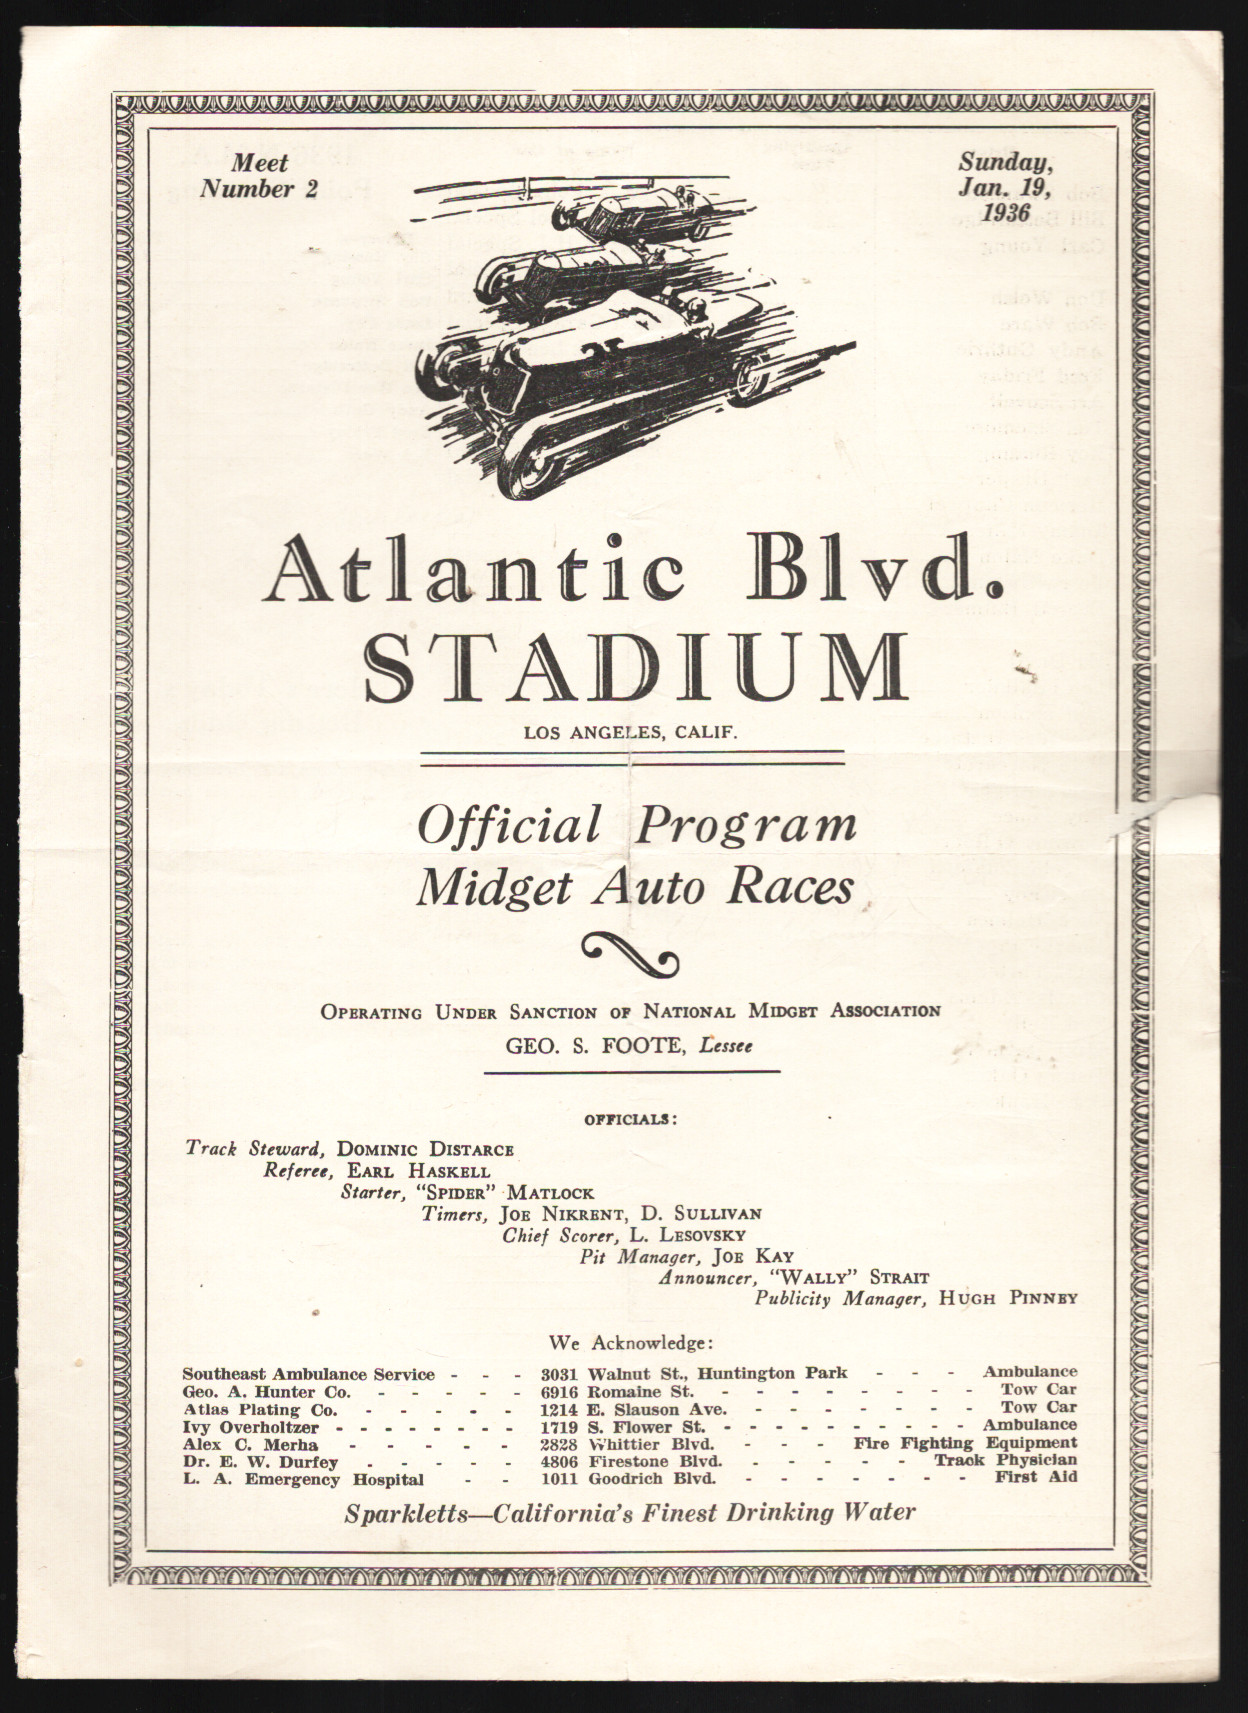 Meet
Number 2
Sunday,
Jan. 19,
1936
Atlantic Blvd.
STADIUM
LOS ANGELES, CALIF.
Official Program
Midget Auto Races
OPERATING UNDER SANCTION OF NATIONAL MIDGET ASSOCIATION
GEO. S. FOOTE, Lessee
OFFICIALS:
Track Steward, DOMINIC DISTARCE
Referee, EARL HASKELL
Starter, "SPIDER" MATLOCK
Timers, JOE NIKRENT, D. SULLIVAN
Chief Scorer, L. LESOVSKY
Pit Manager, JOE KAY
Announcer, "WALLY" STRAIT
Publicity Manager, HUGH PINNEY
We Acknowledge:
Southeast Ambulance Service - - - 3031 Walnut St., Huntington Park - - - Ambulance
Geo. A. Hunter Co. - - - - - 6916 Romaine St. - - - - - - - - Tow Car
Atlas Plating Co. - - - - - 1214 E. Slauson Ave. - - - - - - - Tow Car
Ivy Overholtzer - - - - - - - - 1719 S. Flower St. - - - - - - - - - - Ambulance
Alex C. Merha - - - - - 2828 Whittier Blvd. - - - Fire Fighting Equipment
Dr. E. W. Durfey - - - - - 4806 Firestone Blvd. - - - - - Track Physician
L. A. Emergency Hospital - - 1011 Goodrich Blvd. - - - - - - - First Aid
Sparkletts—California's Finest Drinking Water